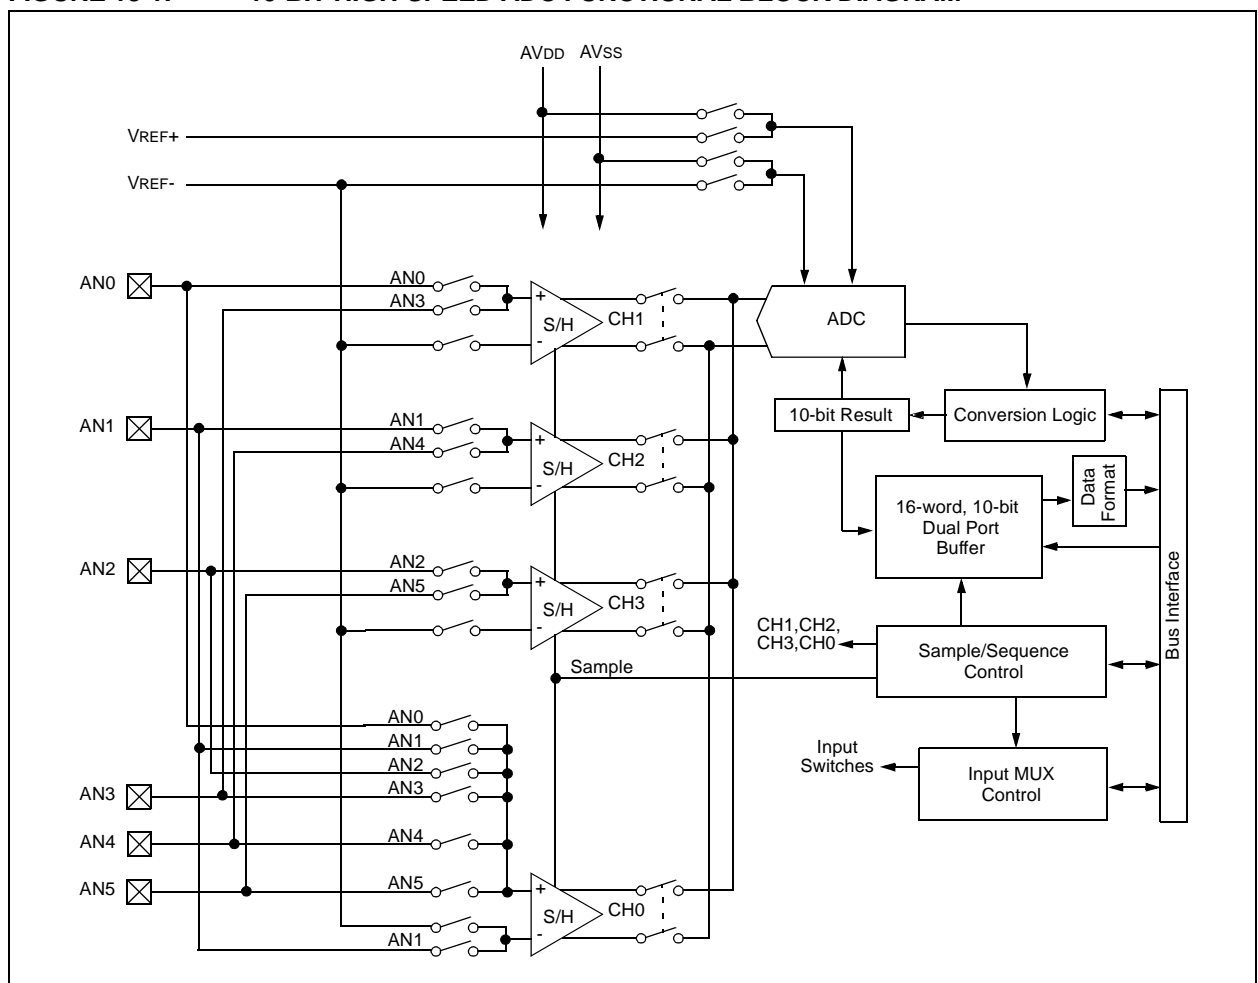 AVDD AVSS
VREF+
VREF-
AN0
AN0
AN3
+
S/H
-
CH1
ADC
10-bit Result
Conversion Logic
AN1
AN1
AN4
+
S/H
-
CH2
16-word, 10-bit
Dual Port
Buffer
Data
Format
Bus Interface
AN2
AN2
AN5
+
S/H
-
CH3
CH1,CH2,
CH3,CH0
Sample/Sequence
Control
Sample
Input
Switches
Input MUX
Control
AN0
AN1
AN2
AN3
AN3
AN4
AN4
AN5
AN5
+
S/H
-
CH0
AN1